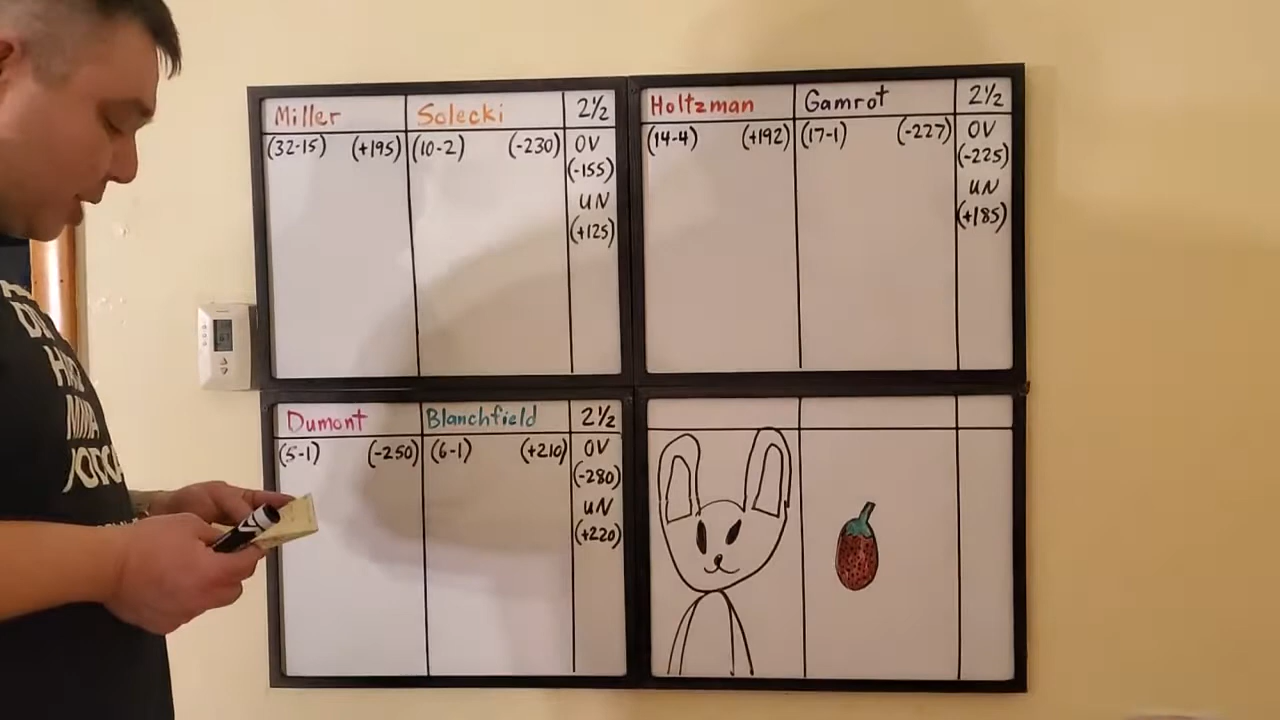 Miller Solecki 2½
(32-15) (+195) (10-2) (-230) OV
(-155)
UN
(+125)
Holtzman Gamrot 2½
(14-4) (+192) (17-1) (-227) OV
(-225)
UN
(+185)
Dumont Blanchfield 2½
(5-1) (-250) (6-1) (+210) OV
(-280)
UN
(+220)
MMA